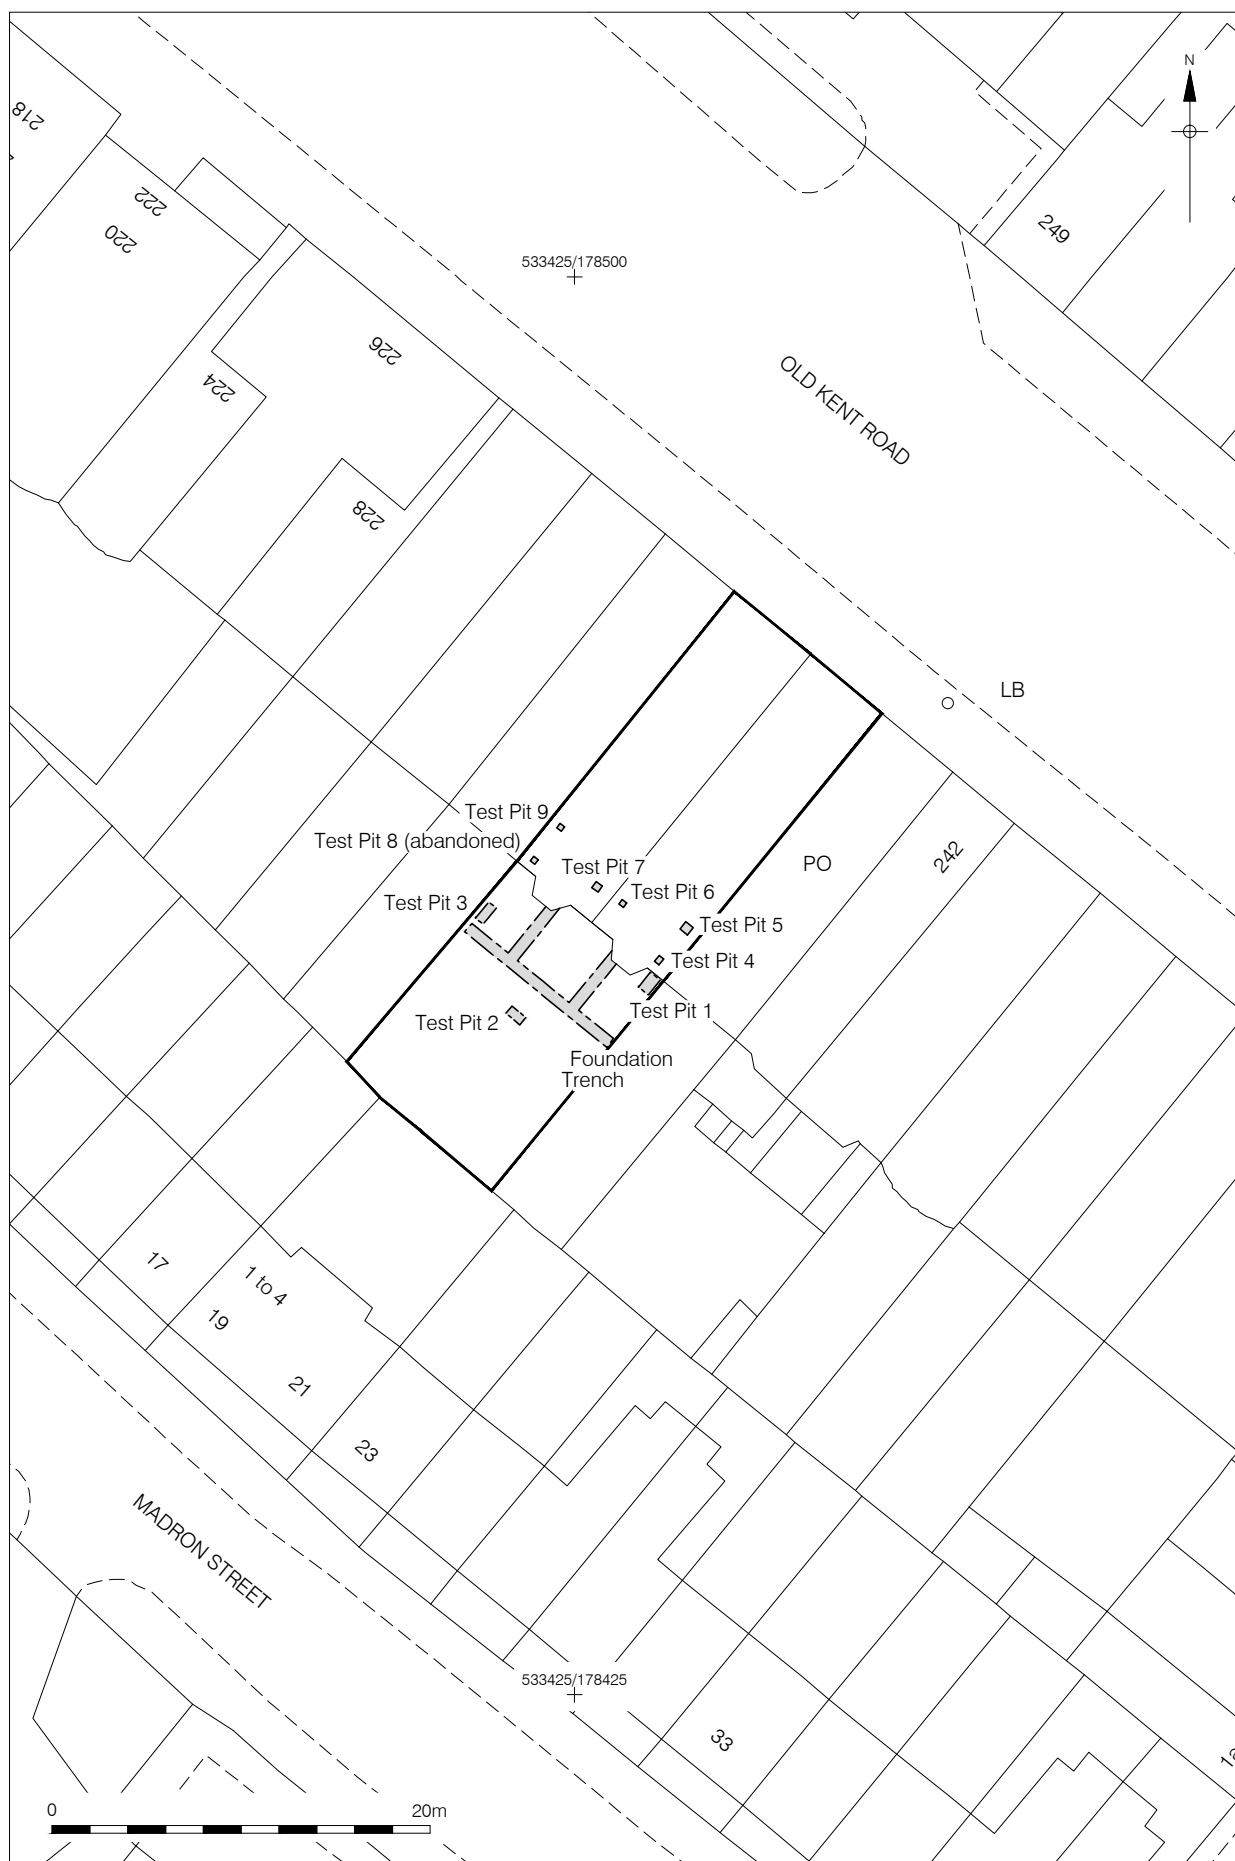 N
218
222
220
249
533425/178500
226
OLD KENT ROAD
224
228
LB
Test Pit 9
Test Pit 8 (abandoned)
PO
242
Test Pit 7
Test Pit 6
Test Pit 3
Test Pit 5
Test Pit 4
Test Pit 1
Test Pit 2
Foundation
Trench
17
1 to 4
19
21
23
MADRON STREET
533425/178425
33
0
20m